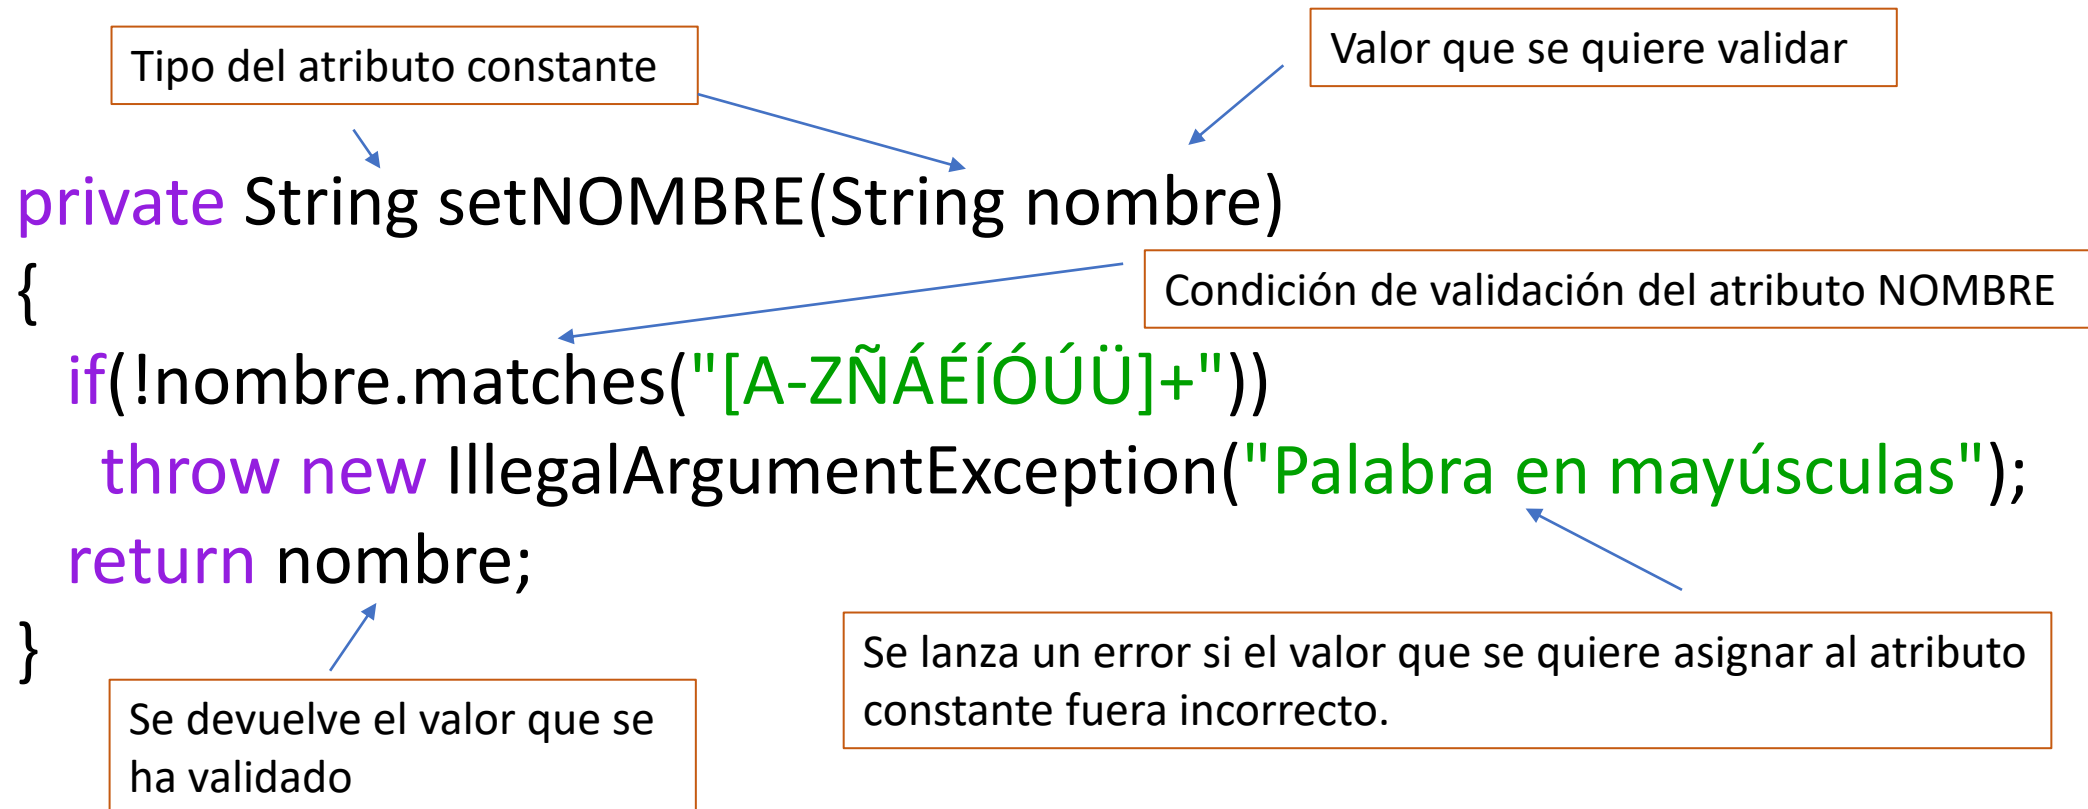 Tipo del atributo constante
Valor que se quiere validar
private String setNOMBRE(String nombre)
{
Condición de validación del atributo NOMBRE
if(!nombre.matches("[A-ZÑÁÉÍÓÚÜ]+"))
throw new IllegalArgumentException("Palabra en mayúsculas");
return nombre;
}
Se lanza un error si el valor que se quiere asignar al atributo
constante fuera incorrecto.
Se devuelve el valor que se
ha validado